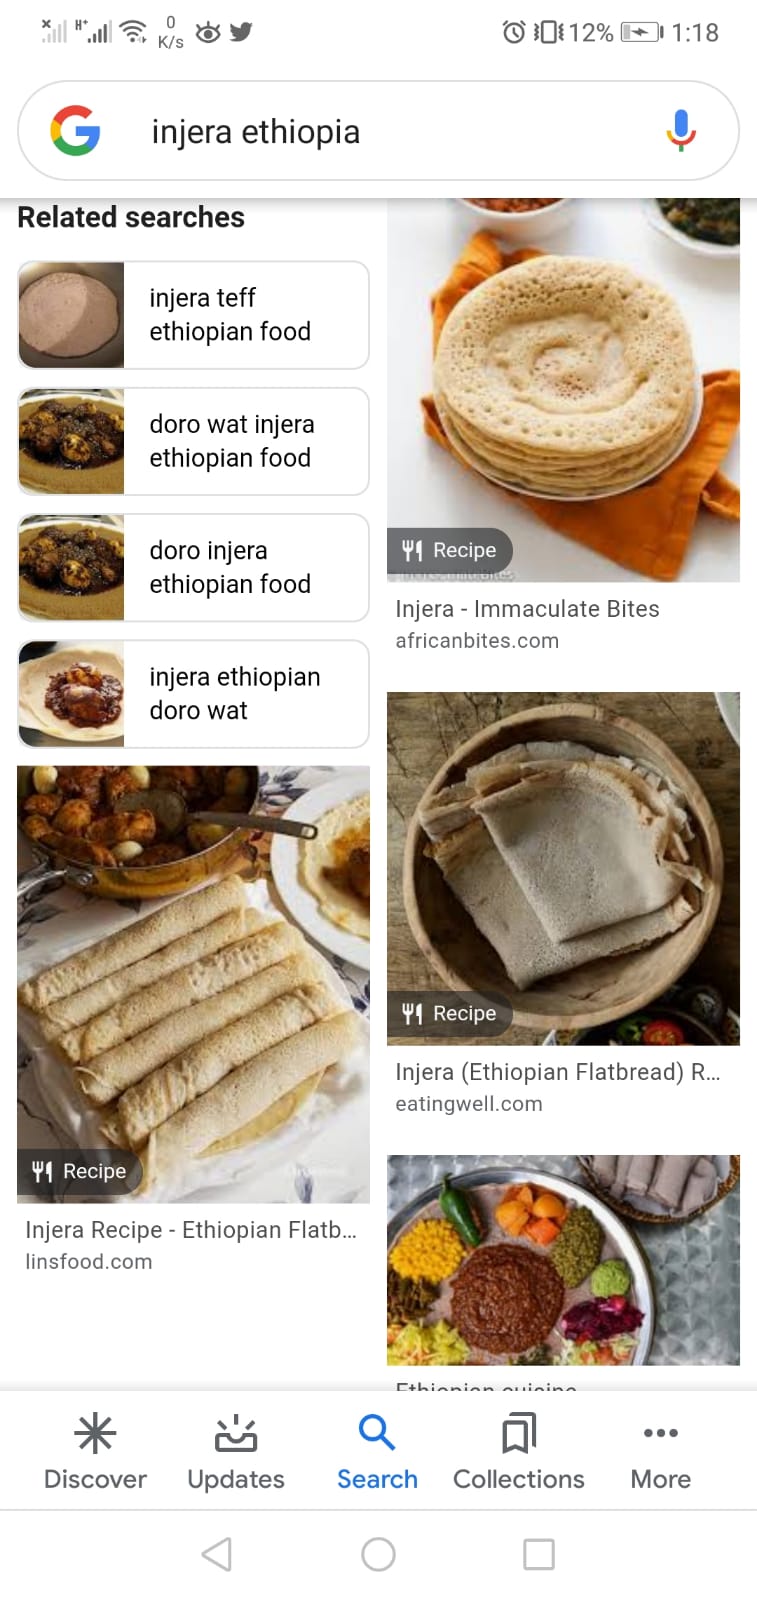 0
K/s
12%
1:18
injera ethiopia
Related searches
injera teff
ethiopian food
doro wat injera
ethiopian food
doro injera
ethiopian food
injera ethiopian
doro wat
Recipe
Injera Recipe - Ethiopian Flatb...
linsfood.com
Recipe
Injera - Immaculate Bites
africanbites.com
Recipe
Injera (Ethiopian Flatbread) R...
eatingwell.com
Ethiopian cuisine
Discover
Updates
Search
Collections
More